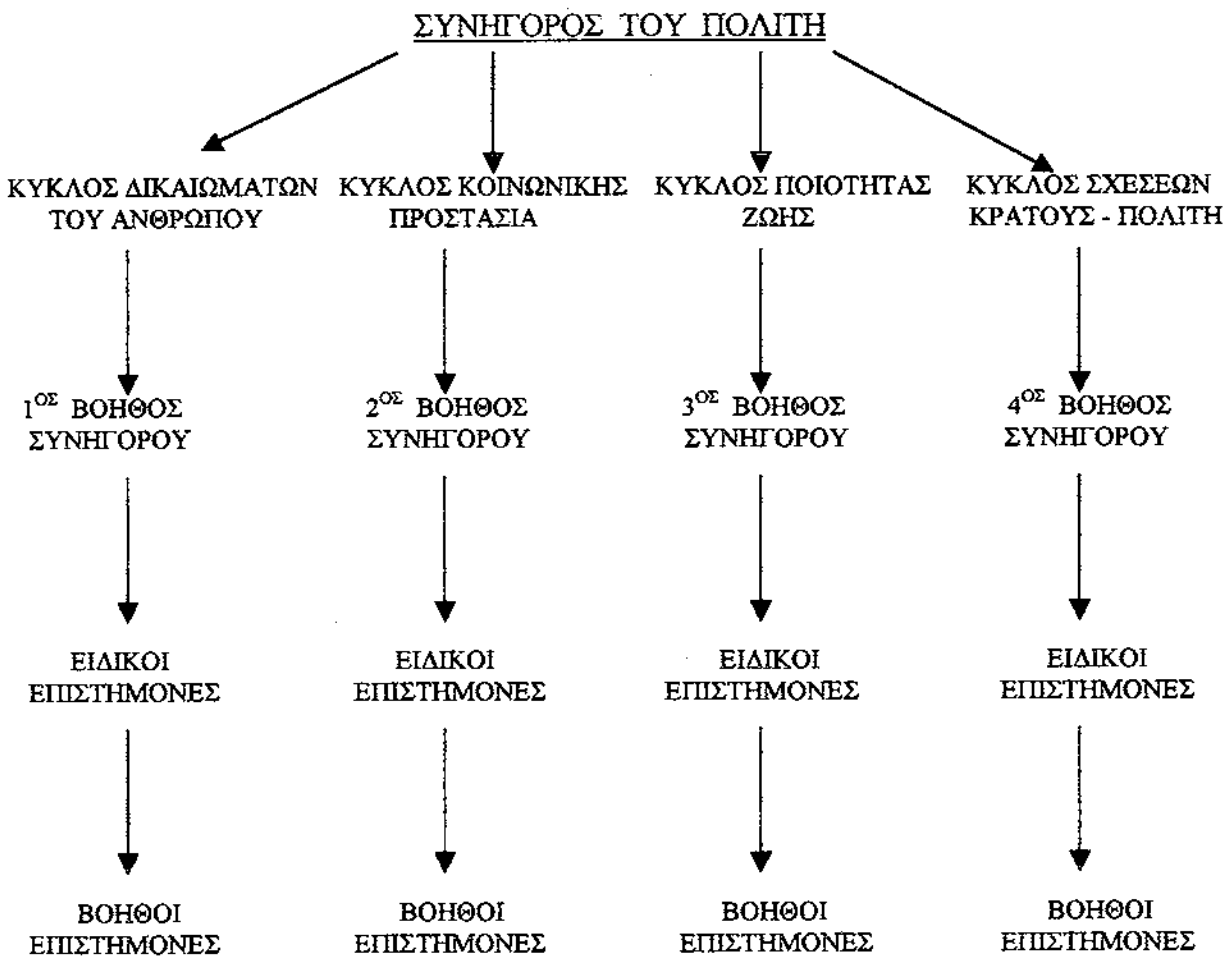 ΣΥΝΗΓΟΡΟΣ ΤΟΥ ΠΟΛΙΤΗ
ΚΥΚΛΟΣ ΔΙΚΑΙΩΜΑΤΩΝ
ΤΟΥ ΑΝΘΡΩΠΟΥ
ΚΥΚΛΟΣ ΚΟΙΝΩΝΙΚΗΣ
ΠΡΟΣΤΑΣΙΑ
ΚΥΚΛΟΣ ΠΟΙΟΤΗΤΑΣ
ΖΩΗΣ
ΚΥΚΛΟΣ ΣΧΕΣΕΩΝ
ΚΡΑΤΟΥΣ - ΠΟΛΙΤΗ
1ΟΣ ΒΟΗΘΟΣ
ΣΥΝΗΓΟΡΟΥ
2ΟΣ ΒΟΗΘΟΣ
ΣΥΝΗΓΟΡΟΥ
3ΟΣ ΒΟΗΘΟΣ
ΣΥΝΗΓΟΡΟΥ
4ΟΣ ΒΟΗΘΟΣ
ΣΥΝΗΓΟΡΟΥ
ΕΙΔΙΚΟΙ
ΕΠΙΣΤΗΜΟΝΕΣ
ΕΙΔΙΚΟΙ
ΕΠΙΣΤΗΜΟΝΕΣ
ΕΙΔΙΚΟΙ
ΕΠΙΣΤΗΜΟΝΕΣ
ΕΙΔΙΚΟΙ
ΕΠΙΣΤΗΜΟΝΕΣ
ΒΟΗΘΟΙ
ΕΠΙΣΤΗΜΟΝΕΣ
ΒΟΗΘΟΙ
ΕΠΙΣΤΗΜΟΝΕΣ
ΒΟΗΘΟΙ
ΕΠΙΣΤΗΜΟΝΕΣ
ΒΟΗΘΟΙ
ΕΠΙΣΤΗΜΟΝΕΣ